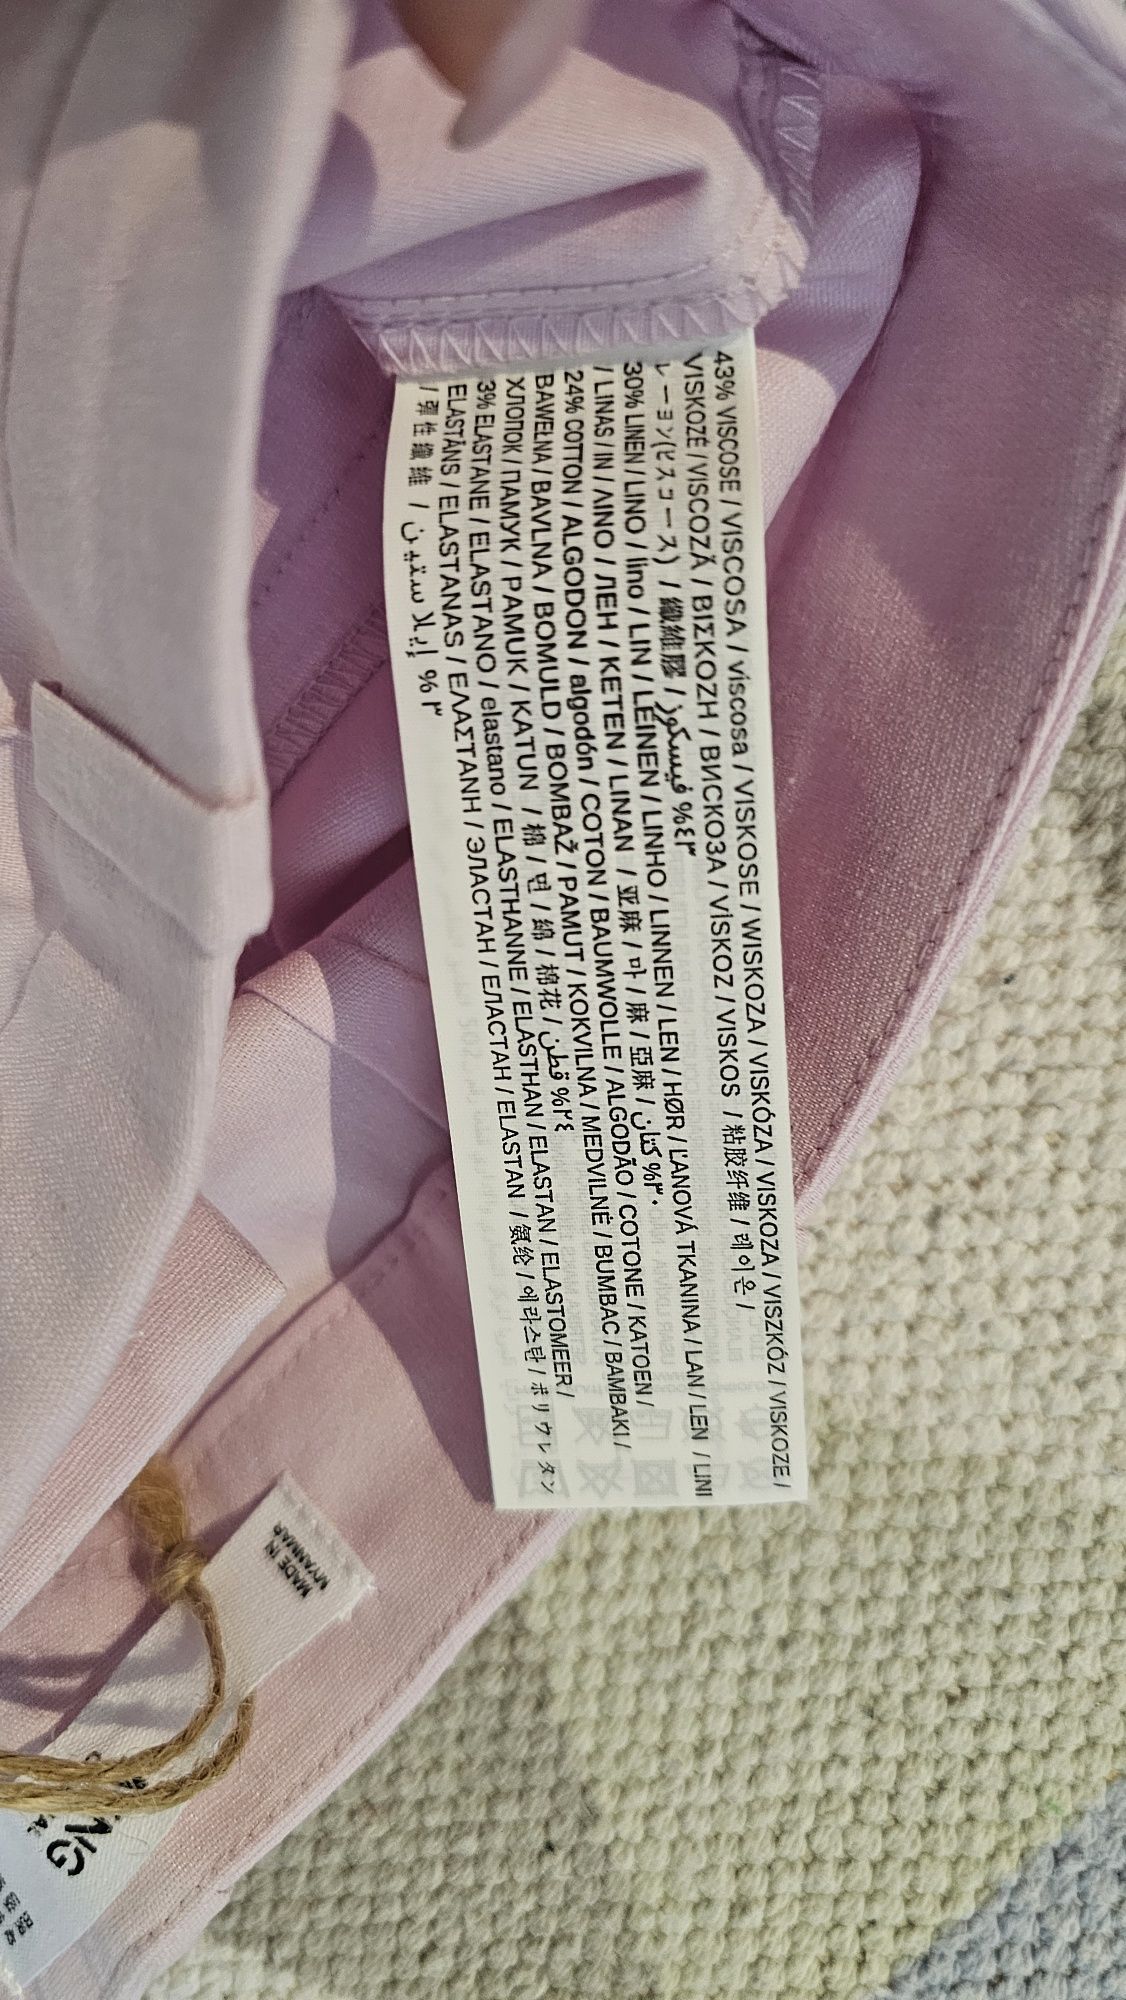 43% VISCOSE / VISCOSA / viscosa / VISKOSE / WISKOZA / VISKÓZA / VISKOZA / VISZKÓZ / VISKOZE /
VISKOZĖ / VISCOZĂ / ΒΙΣΚΟΖΗ / ВИСКОЗА / VİSKOZ / VISKOS / 粘胶纤维 / 레이온 /
レーヨン(ビスコース) / 纖維膠 / فيسكوز %٤٣
30% LINEN / LINO / lino / LIN / LEINEN / LINHO / LINNEN / LEN / HØR / ĽANOVÁ TKANINA / LAN / LEN / LINI
/ LINAS / IN / ΛΙΝΟ / ЛЕН / KETEN / LINAN / 亚麻 / 마 / 麻 / 亞麻 / كتان %٣٠
24% COTTON / ALGODON / algodón / COTON / BAUMWOLLE / ALGODÃO / COTONE / KATOEN /
BAWEŁNA / BAVLNA / BOMULD / BOMBAŽ / PAMUT / KOKVILNA / MEDVILNĖ / BUMBAC / BAMBAKI /
ХЛОПОК / ПАМУК / PAMUK / KATUN / 棉 / 면 / 綿 / 棉花 / قطن %٢٤
3% ELASTANE / ELASTANO / elastano / ELASTHANNE / ELASTHAN / ELASTAN / ELASTOMEER /
ELASTĀNS / ELASTANAS / ΕΛΑΣΤΑΝΗ / ЭЛАСТАН / ЕЛАСТАН / ELASTAN / 氨纶 / 에라스탄 / ポリウレタン
/ 彈性纖維 / إيلاستين %٣
MADE IN
MYANMAR